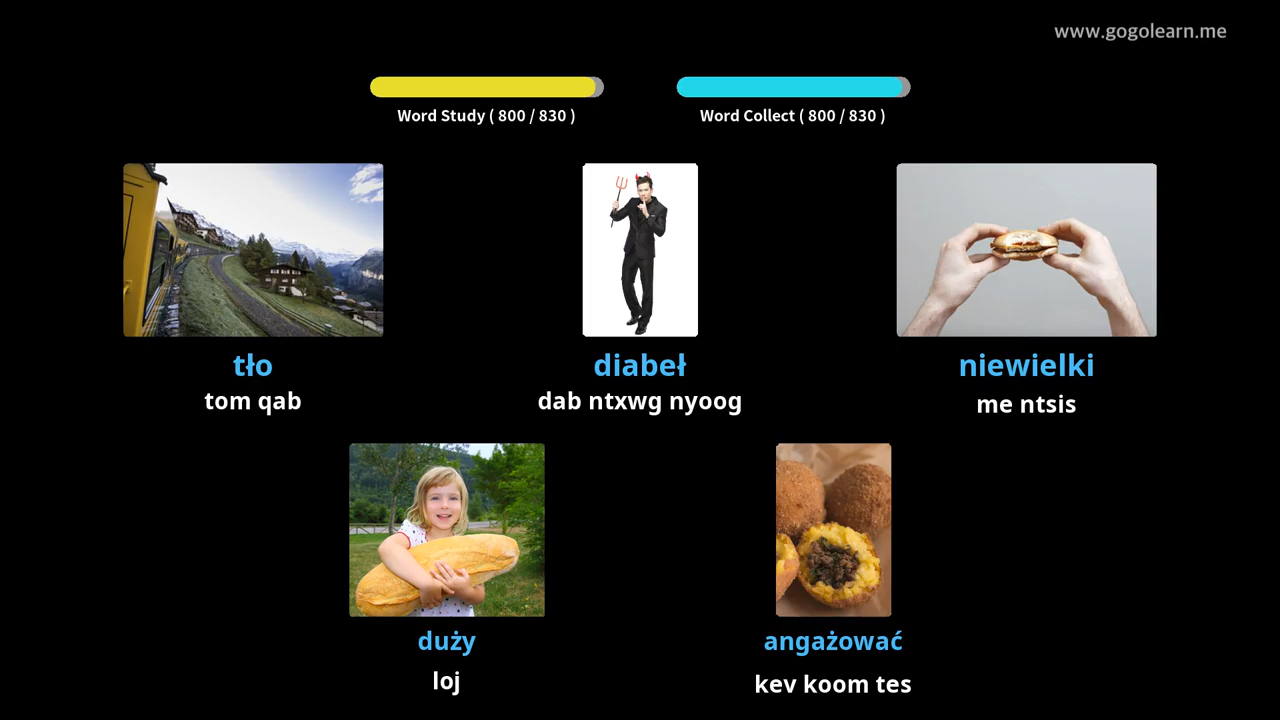 www.gogolearn.me
Word Study ( 800 / 830 )
Word Collect ( 800 / 830 )
tło
tom qab
diabeł
dab ntxwg nyoog
niewielki
me ntsis
duży
loj
angażować
kev koom tes